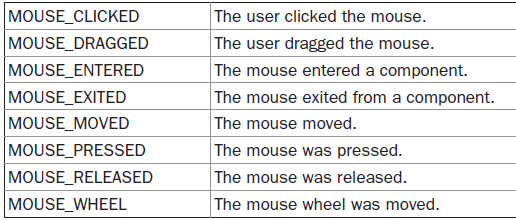 MOUSE_CLICKED The user clicked the mouse.
MOUSE_DRAGGED The user dragged the mouse.
MOUSE_ENTERED The mouse entered a component.
MOUSE_EXITED The mouse exited from a component.
MOUSE_MOVED The mouse moved.
MOUSE_PRESSED The mouse was pressed.
MOUSE_RELEASED The mouse was released.
MOUSE_WHEEL The mouse wheel was moved.